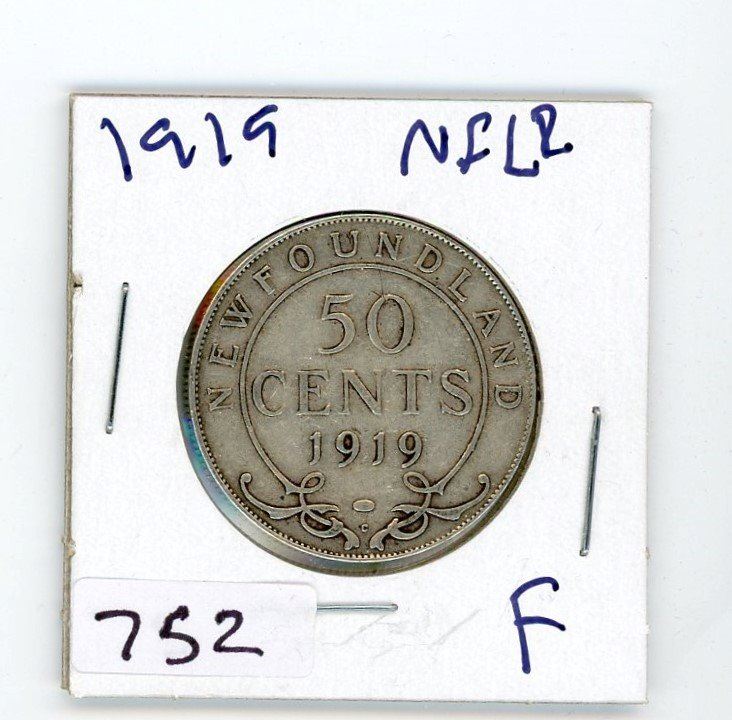 1919 NFLD
NEWFOUNDLAND
50
CENTS
1919
C
752
F